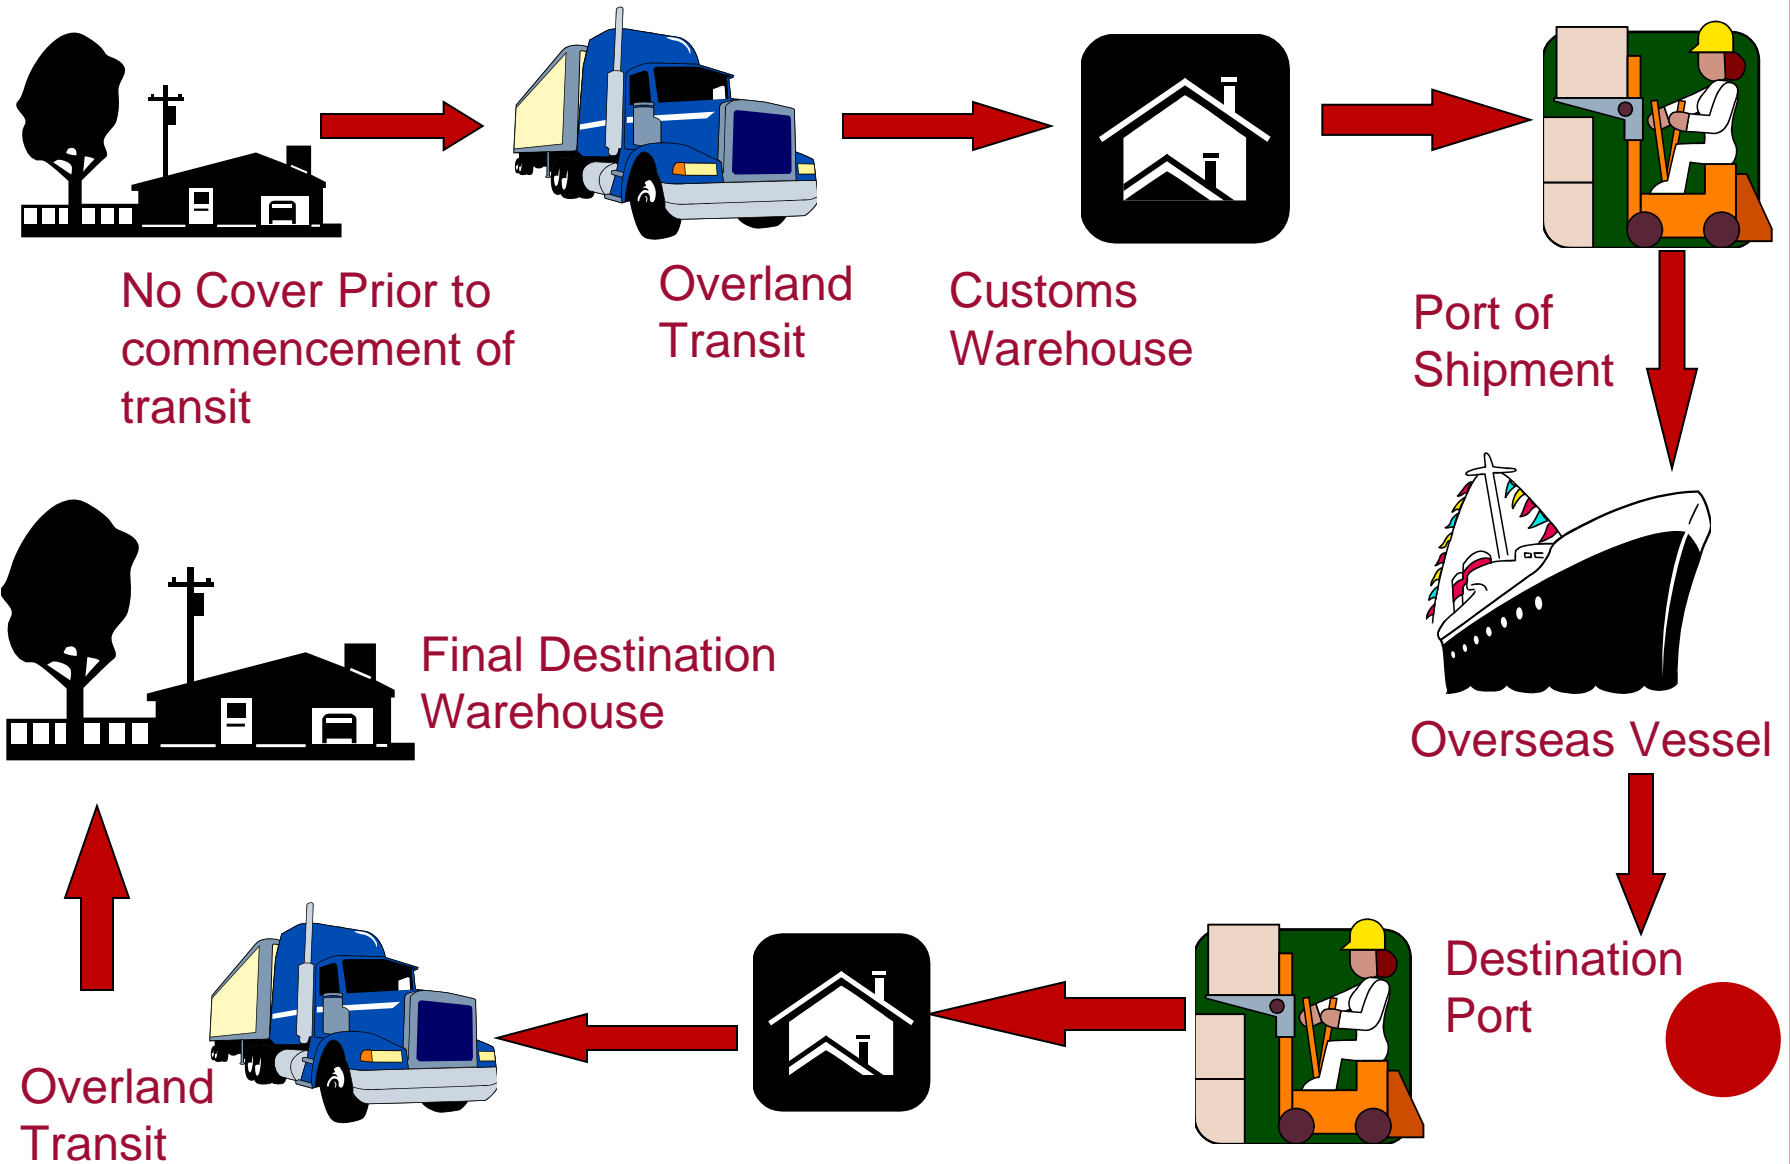 No Cover Prior to
commencement of
transit
Overland
Transit
Customs
Warehouse
Port of
Shipment
Overseas Vessel
Destination
Port
Overland
Transit
Final Destination
Warehouse